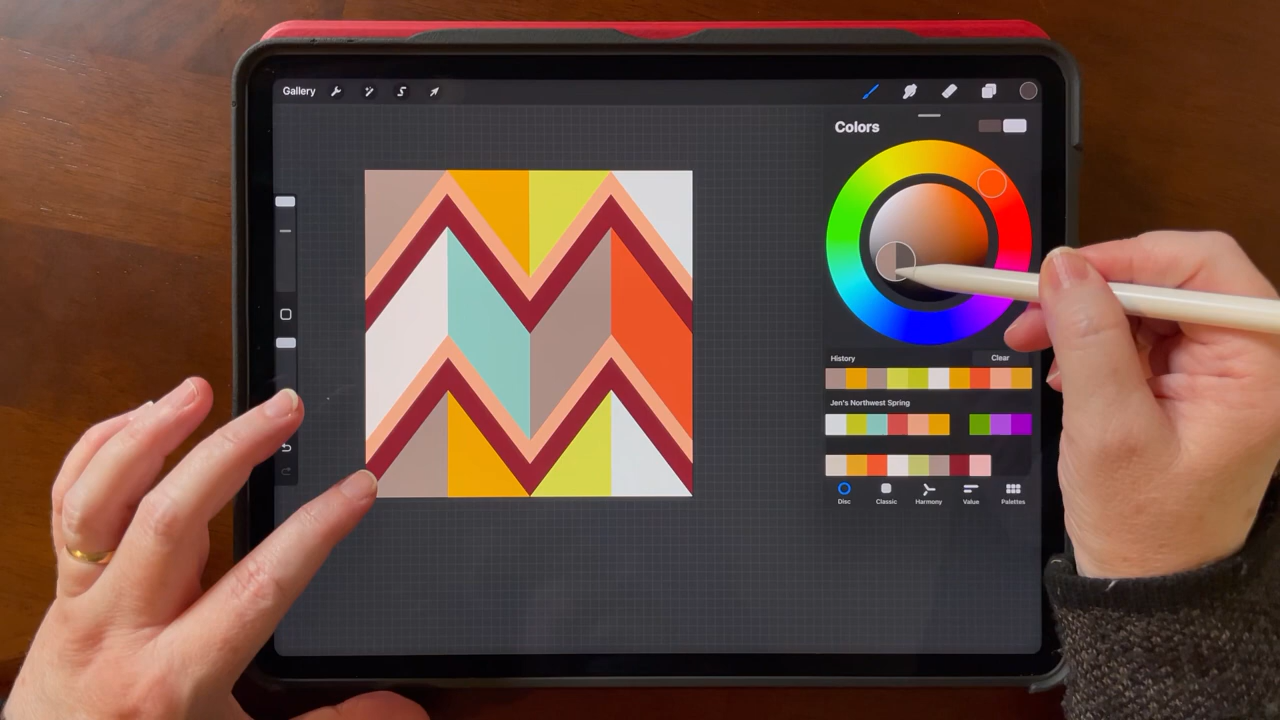 Gallery
Colors
History
Clear
Jen's Northwest Spring
Disc
Classic
Harmony
Value
Palettes